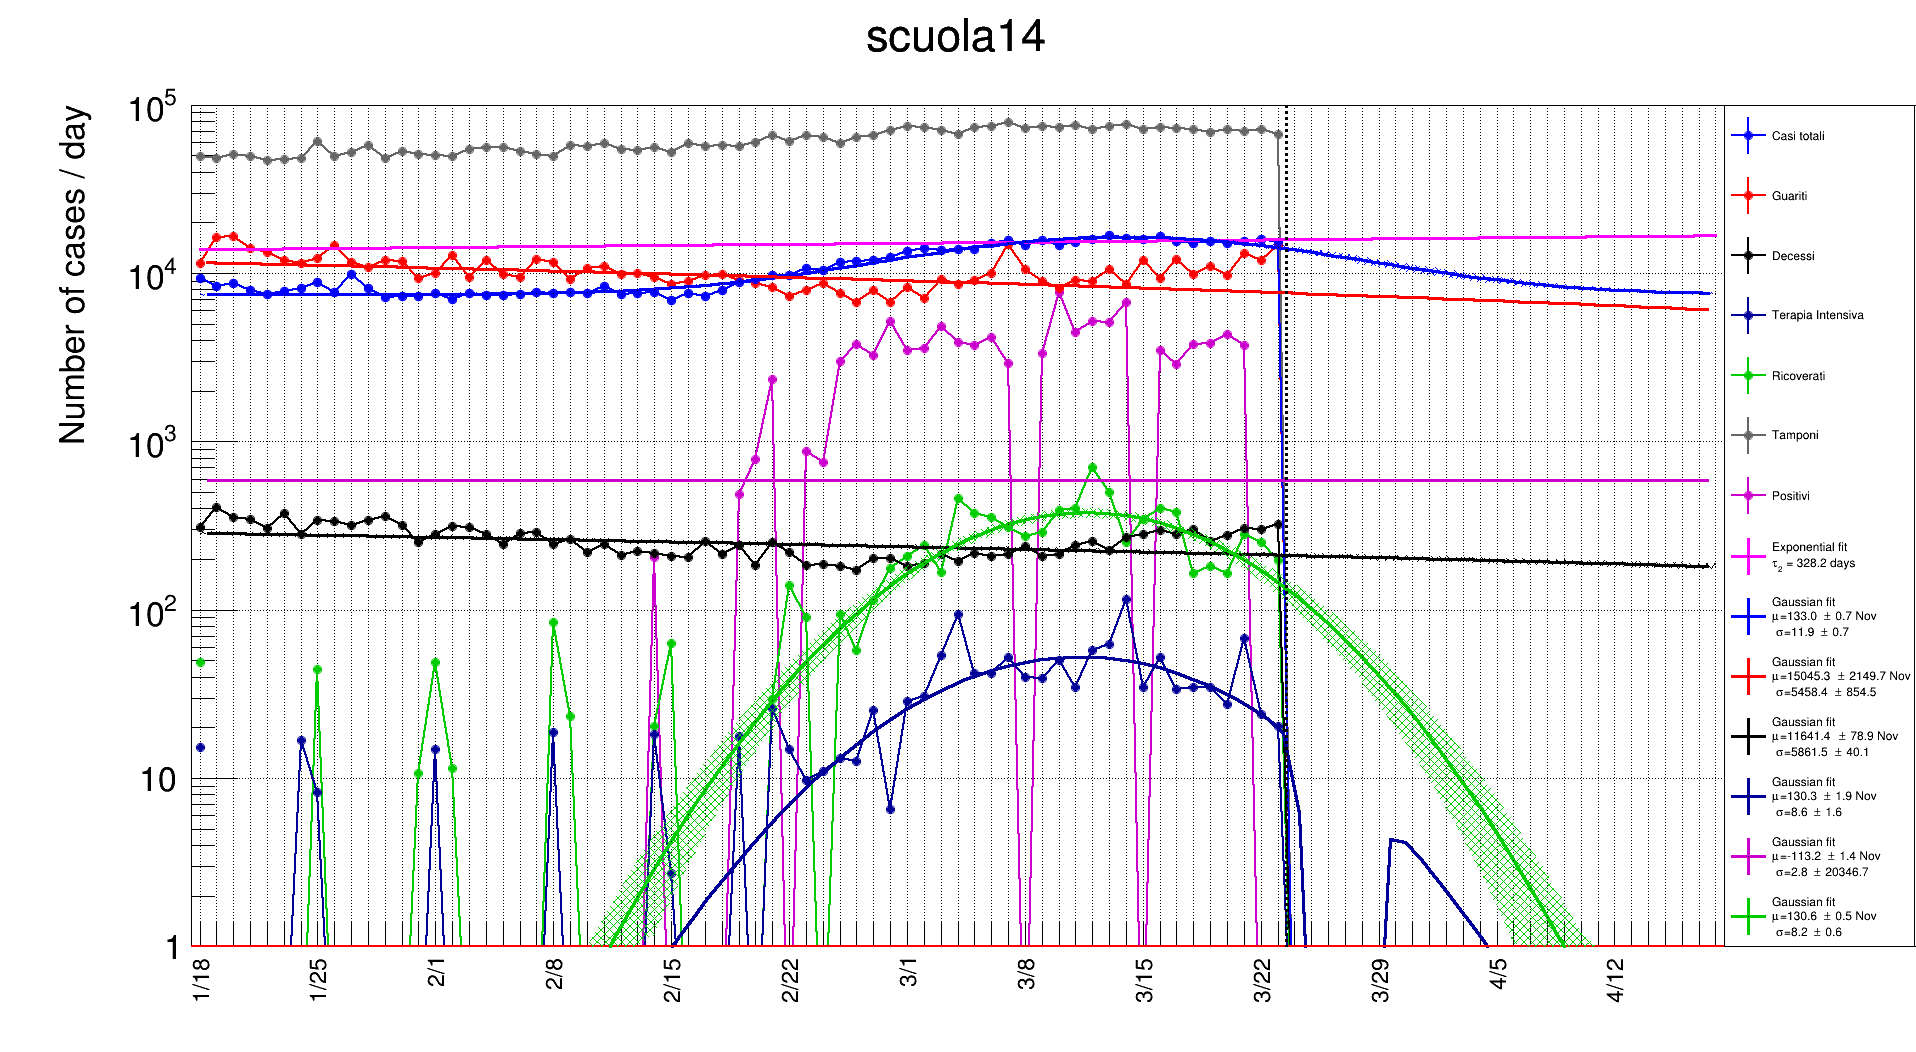 scuola14
Number of cases / day
10^5
10^4
10^3
10^2
10
1
1/18
1/25
2/1
2/8
2/15
2/22
3/1
3/8
3/15
3/22
3/29
4/5
4/12
Casi totali
Guariti
Decessi
Terapia Intensiva
Ricoverati
Tamponi
Positivi
Exponential fit
τ_2 = 328.2 days
Gaussian fit
μ=133.0 ± 0.7 Nov
σ=11.9 ± 0.7
Gaussian fit
μ=15045.3 ± 2149.7 Nov
σ=5458.4 ± 854.5
Gaussian fit
μ=11641.4 ± 78.9 Nov
σ=5861.5 ± 40.1
Gaussian fit
μ=130.3 ± 1.9 Nov
σ=8.6 ± 1.6
Gaussian fit
μ=-113.2 ± 1.4 Nov
σ=2.8 ± 20346.7
Gaussian fit
μ=130.6 ± 0.5 Nov
σ=8.2 ± 0.6